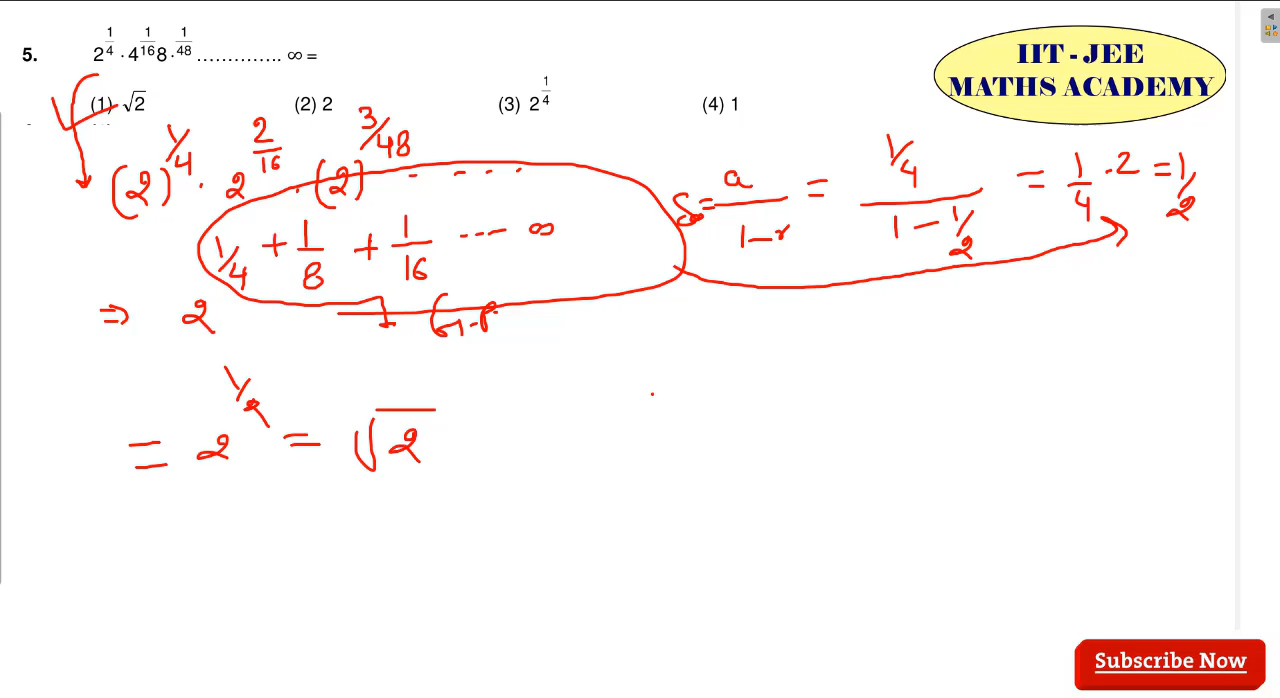 5. 2^{1/4} · 4^{1/16} 8 · ^{1/48} .............. ∞ =
IIT - JEE
MATHS ACADEMY
(1) √2 (2) 2 (3) 2^{1/4} (4) 1
(2)^{1/4} · 2^{2/16} · (2)^{3/48} - - - - -
S∞ = a/(1-r) = (1/4)/(1 - 1/2) = 1/4 · 2 = 1/2
1/4 + 1/8 + 1/16 ---- ∞
⇒ 2 G.P.
= 2^{1/2} = √2
Subscribe Now